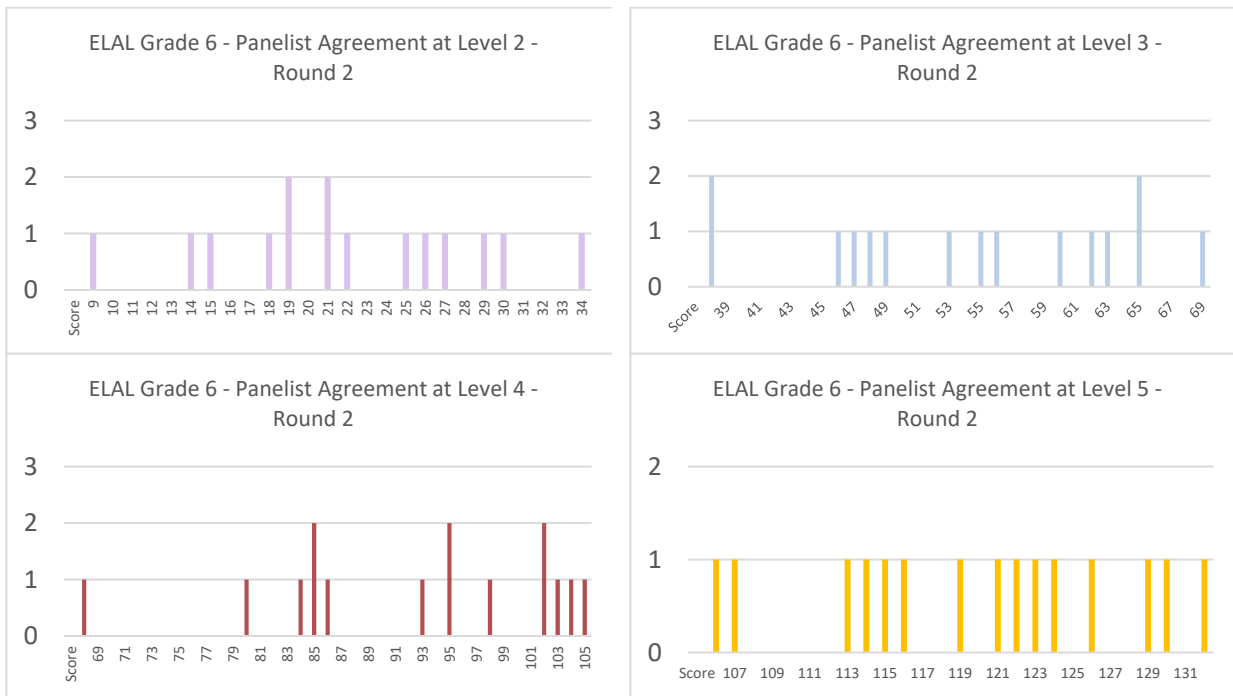 ELAL Grade 6 - Panelist Agreement at Level 2 -
Round 2
3
2
1
0
Score 9 10 11 12 13 14 15 16 17 18 19 20 21 22 23 24 25 26 27 28 29 30 31 32 33 34
ELAL Grade 6 - Panelist Agreement at Level 3 -
Round 2
3
2
1
0
Score 39 41 43 45 47 49 51 53 55 57 59 61 63 65 67 69
ELAL Grade 6 - Panelist Agreement at Level 4 -
Round 2
3
2
1
0
Score 69 71 73 75 77 79 81 83 85 87 89 91 93 95 97 99 101 103 105
ELAL Grade 6 - Panelist Agreement at Level 5 -
Round 2
2
1
0
Score 107 109 111 113 115 117 119 121 123 125 127 129 131